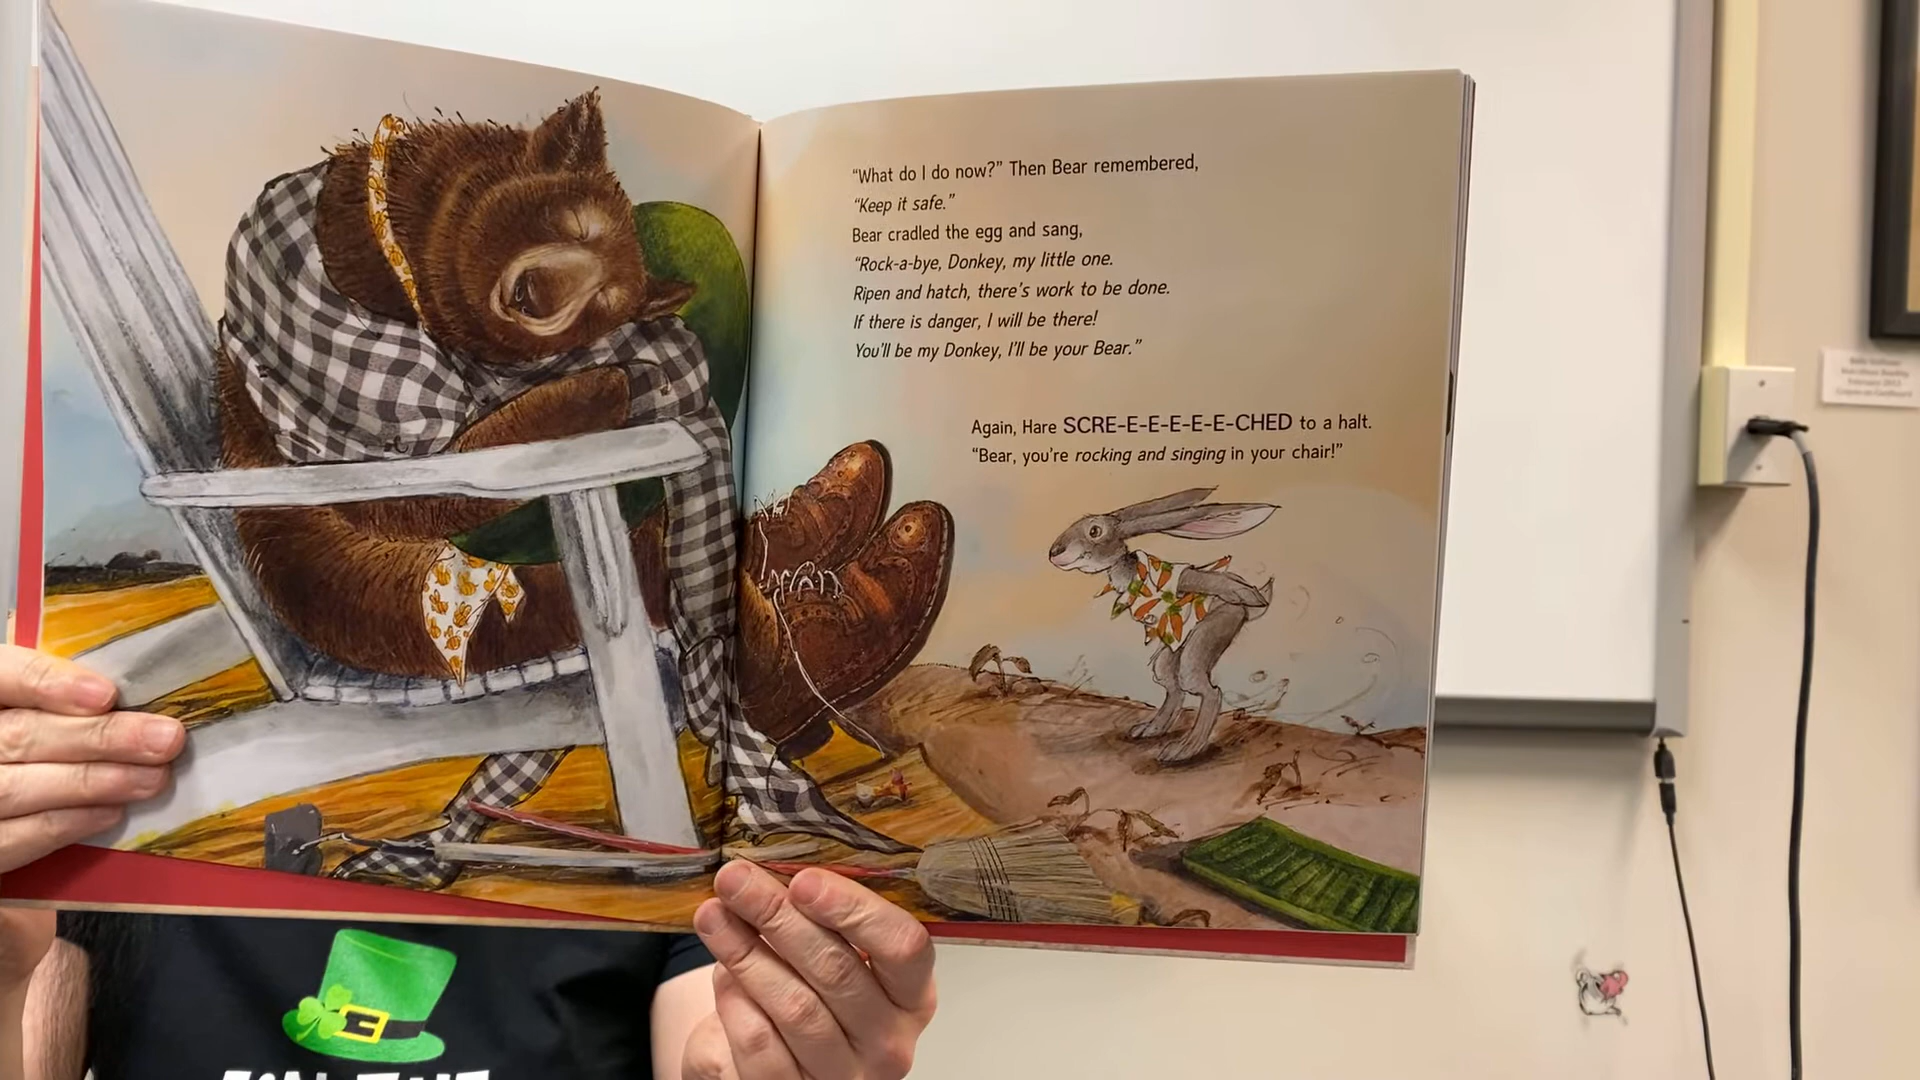 “What do I do now?” Then Bear remembered,
“Keep it safe.”
Bear cradled the egg and sang,
“Rock-a-bye, Donkey, my little one.
Ripen and hatch, there’s work to be done.
If there is danger, I will be there!
You’ll be my Donkey, I’ll be your Bear.”
Again, Hare SCRE-E-E-E-E-E-CHED to a halt.
“Bear, you’re rocking and singing in your chair!”